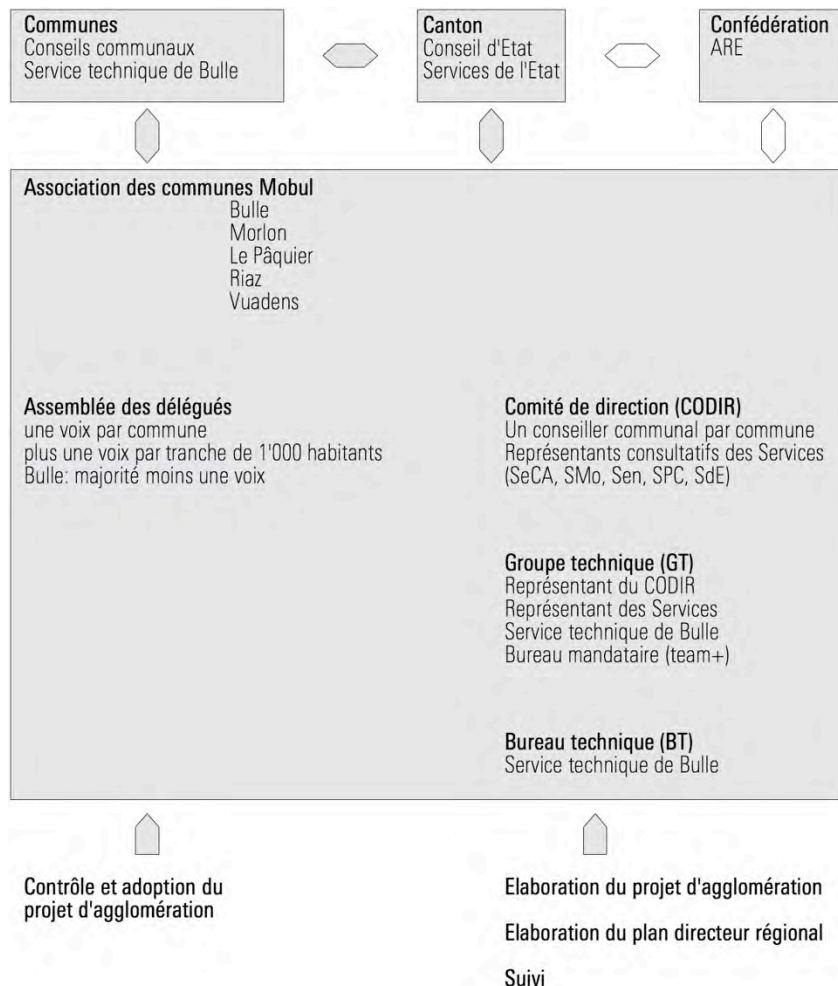 Communes
Conseils communaux
Service technique de Bulle
Canton
Conseil d'Etat
Services de l'Etat
Confédération
ARE
Association des communes Mobul
Bulle
Morlon
Le Pâquier
Riaz
Vuadens
Assemblée des délégués
une voix par commune
plus une voix par tranche de 1'000 habitants
Bulle: majorité moins une voix
Comité de direction (CODIR)
Un conseiller communal par commune
Représentants consultatifs des Services
(SeCA, SMo, Sen, SPC, SdE)
Groupe technique (GT)
Représentant du CODIR
Représentant des Services
Service technique de Bulle
Bureau mandataire (team+)
Bureau technique (BT)
Service technique de Bulle
Contrôle et adoption du
projet d'agglomération
Elaboration du projet d'agglomération
Elaboration du plan directeur régional
Suivi